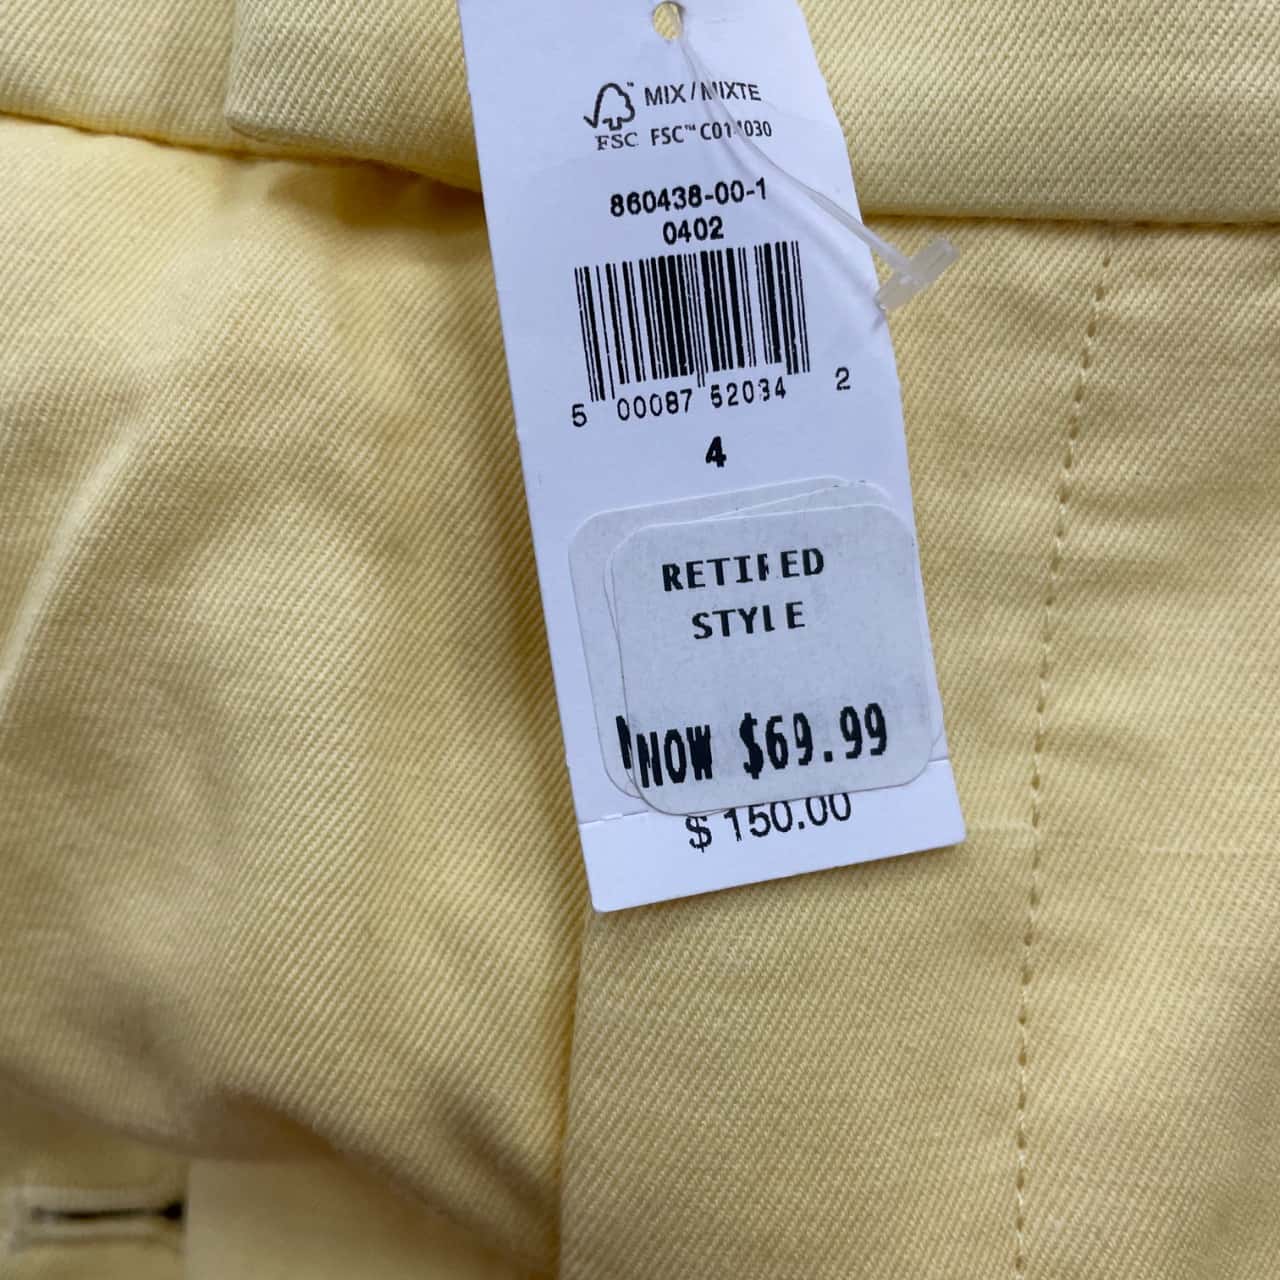 MIX / MIXTE
FSC FSC™ C014030
860438-00-1
0402
5 00087 52034 2
4
RETIRED
STYLE
NOW $69.99
$ 150.00